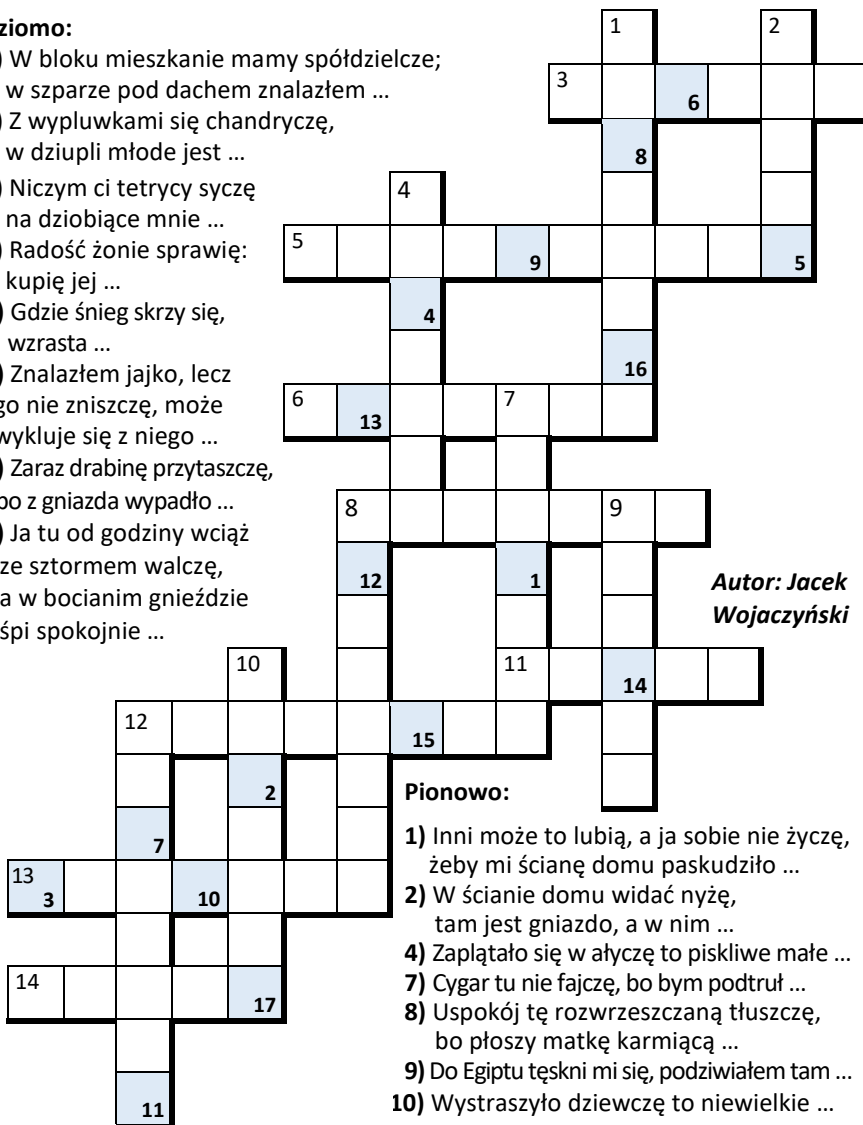 ziomo:
) W bloku mieszkanie mamy spółdzielcze;
w szparze pod dachem znalazłem ...
) Z wypluwkami się chandryczę,
w dziupli młode jest ...
) Niczym ci tetrycy syczę
na dziobiące mnie ...
) Radość żonie sprawię:
kupię jej ...
) Gdzie śnieg skrzy się,
wzrasta ...
) Znalazłem jajko, lecz
go nie zniszczę, może
wykluje się z niego ...
) Zaraz drabinę przytaszczę,
bo z gniazda wypadło ...
) Ja tu od godziny wciąż
ze sztormem walczę,
a w bocianim gnieździe
śpi spokojnie ...
1
2
3
6
8
4
5
9
5
4
16
6
13
7
8
9
12
1
Autor: Jacek
Wojaczyński
10
11
14
12
15
2
7
13
3
10
14
17
11
Pionowo:
1) Inni może to lubią, a ja sobie nie życzę,
żeby mi ścianę domu paskudziło ...
2) W ścianie domu widać nyżę,
tam jest gniazdo, a w nim ...
4) Zaplątało się w ałyczę to piskliwe małe ...
7) Cygar tu nie fajczę, bo bym podtruł ...
8) Uspokój tę rozwrzeszczaną tłuszczę,
bo płoszy matkę karmiącą ...
9) Do Egiptu tęskni mi się, podziwiałem tam ...
10) Wystraszyło dziewczę to niewielkie ...